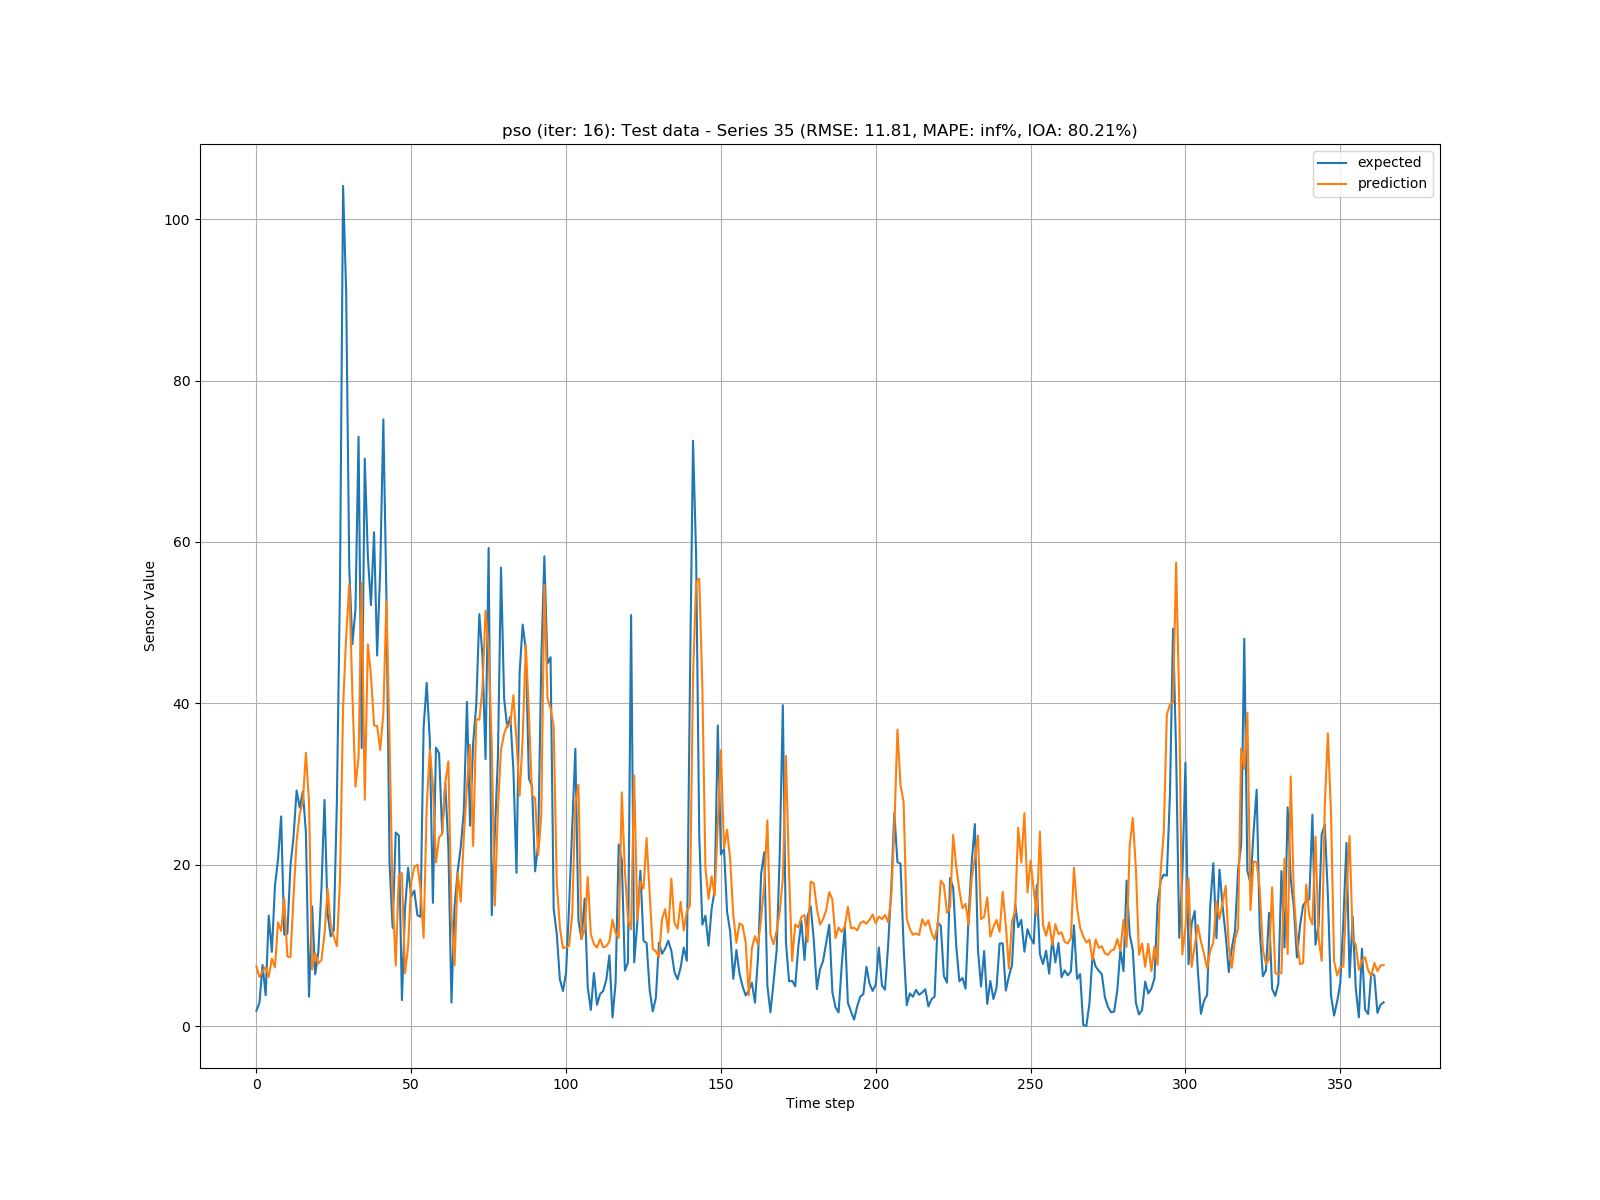 pso (iter: 16): Test data - Series 35 (RMSE: 11.81, MAPE: inf%, IOA: 80.21%)
expected
prediction
100
80
60
40
20
0
Sensor Value
0 50 100 150 200 250 300 350
Time step